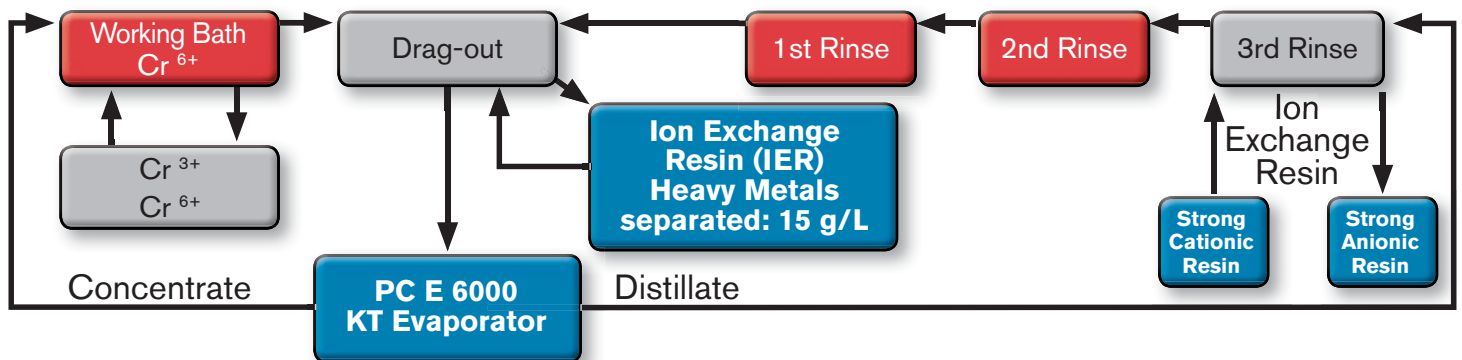 Working Bath
Cr 6+
Drag-out
1st Rinse
2nd Rinse
3rd Rinse
Cr 3+
Cr 6+
Ion Exchange
Resin (IER)
Heavy Metals
separated: 15 g/L
Ion
Exchange
Resin
Strong
Cationic
Resin
Strong
Anionic
Resin
Concentrate
PC E 6000
KT Evaporator
Distillate